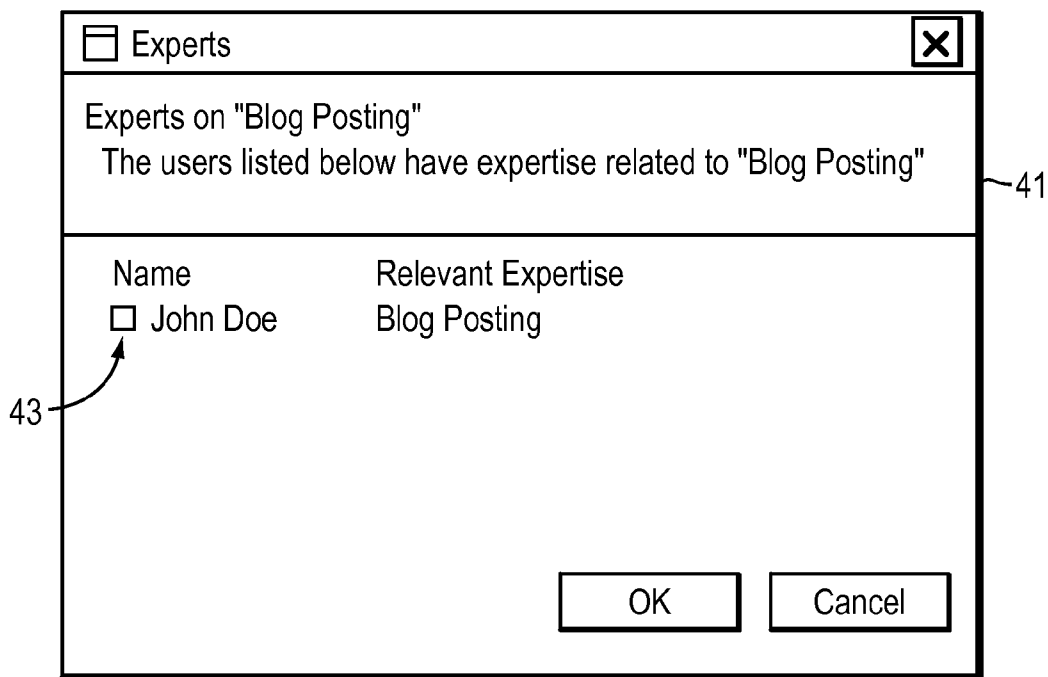 Experts
Experts on "Blog Posting"
The users listed below have expertise related to "Blog Posting"
41
Name Relevant Expertise
John Doe Blog Posting
43
OK Cancel